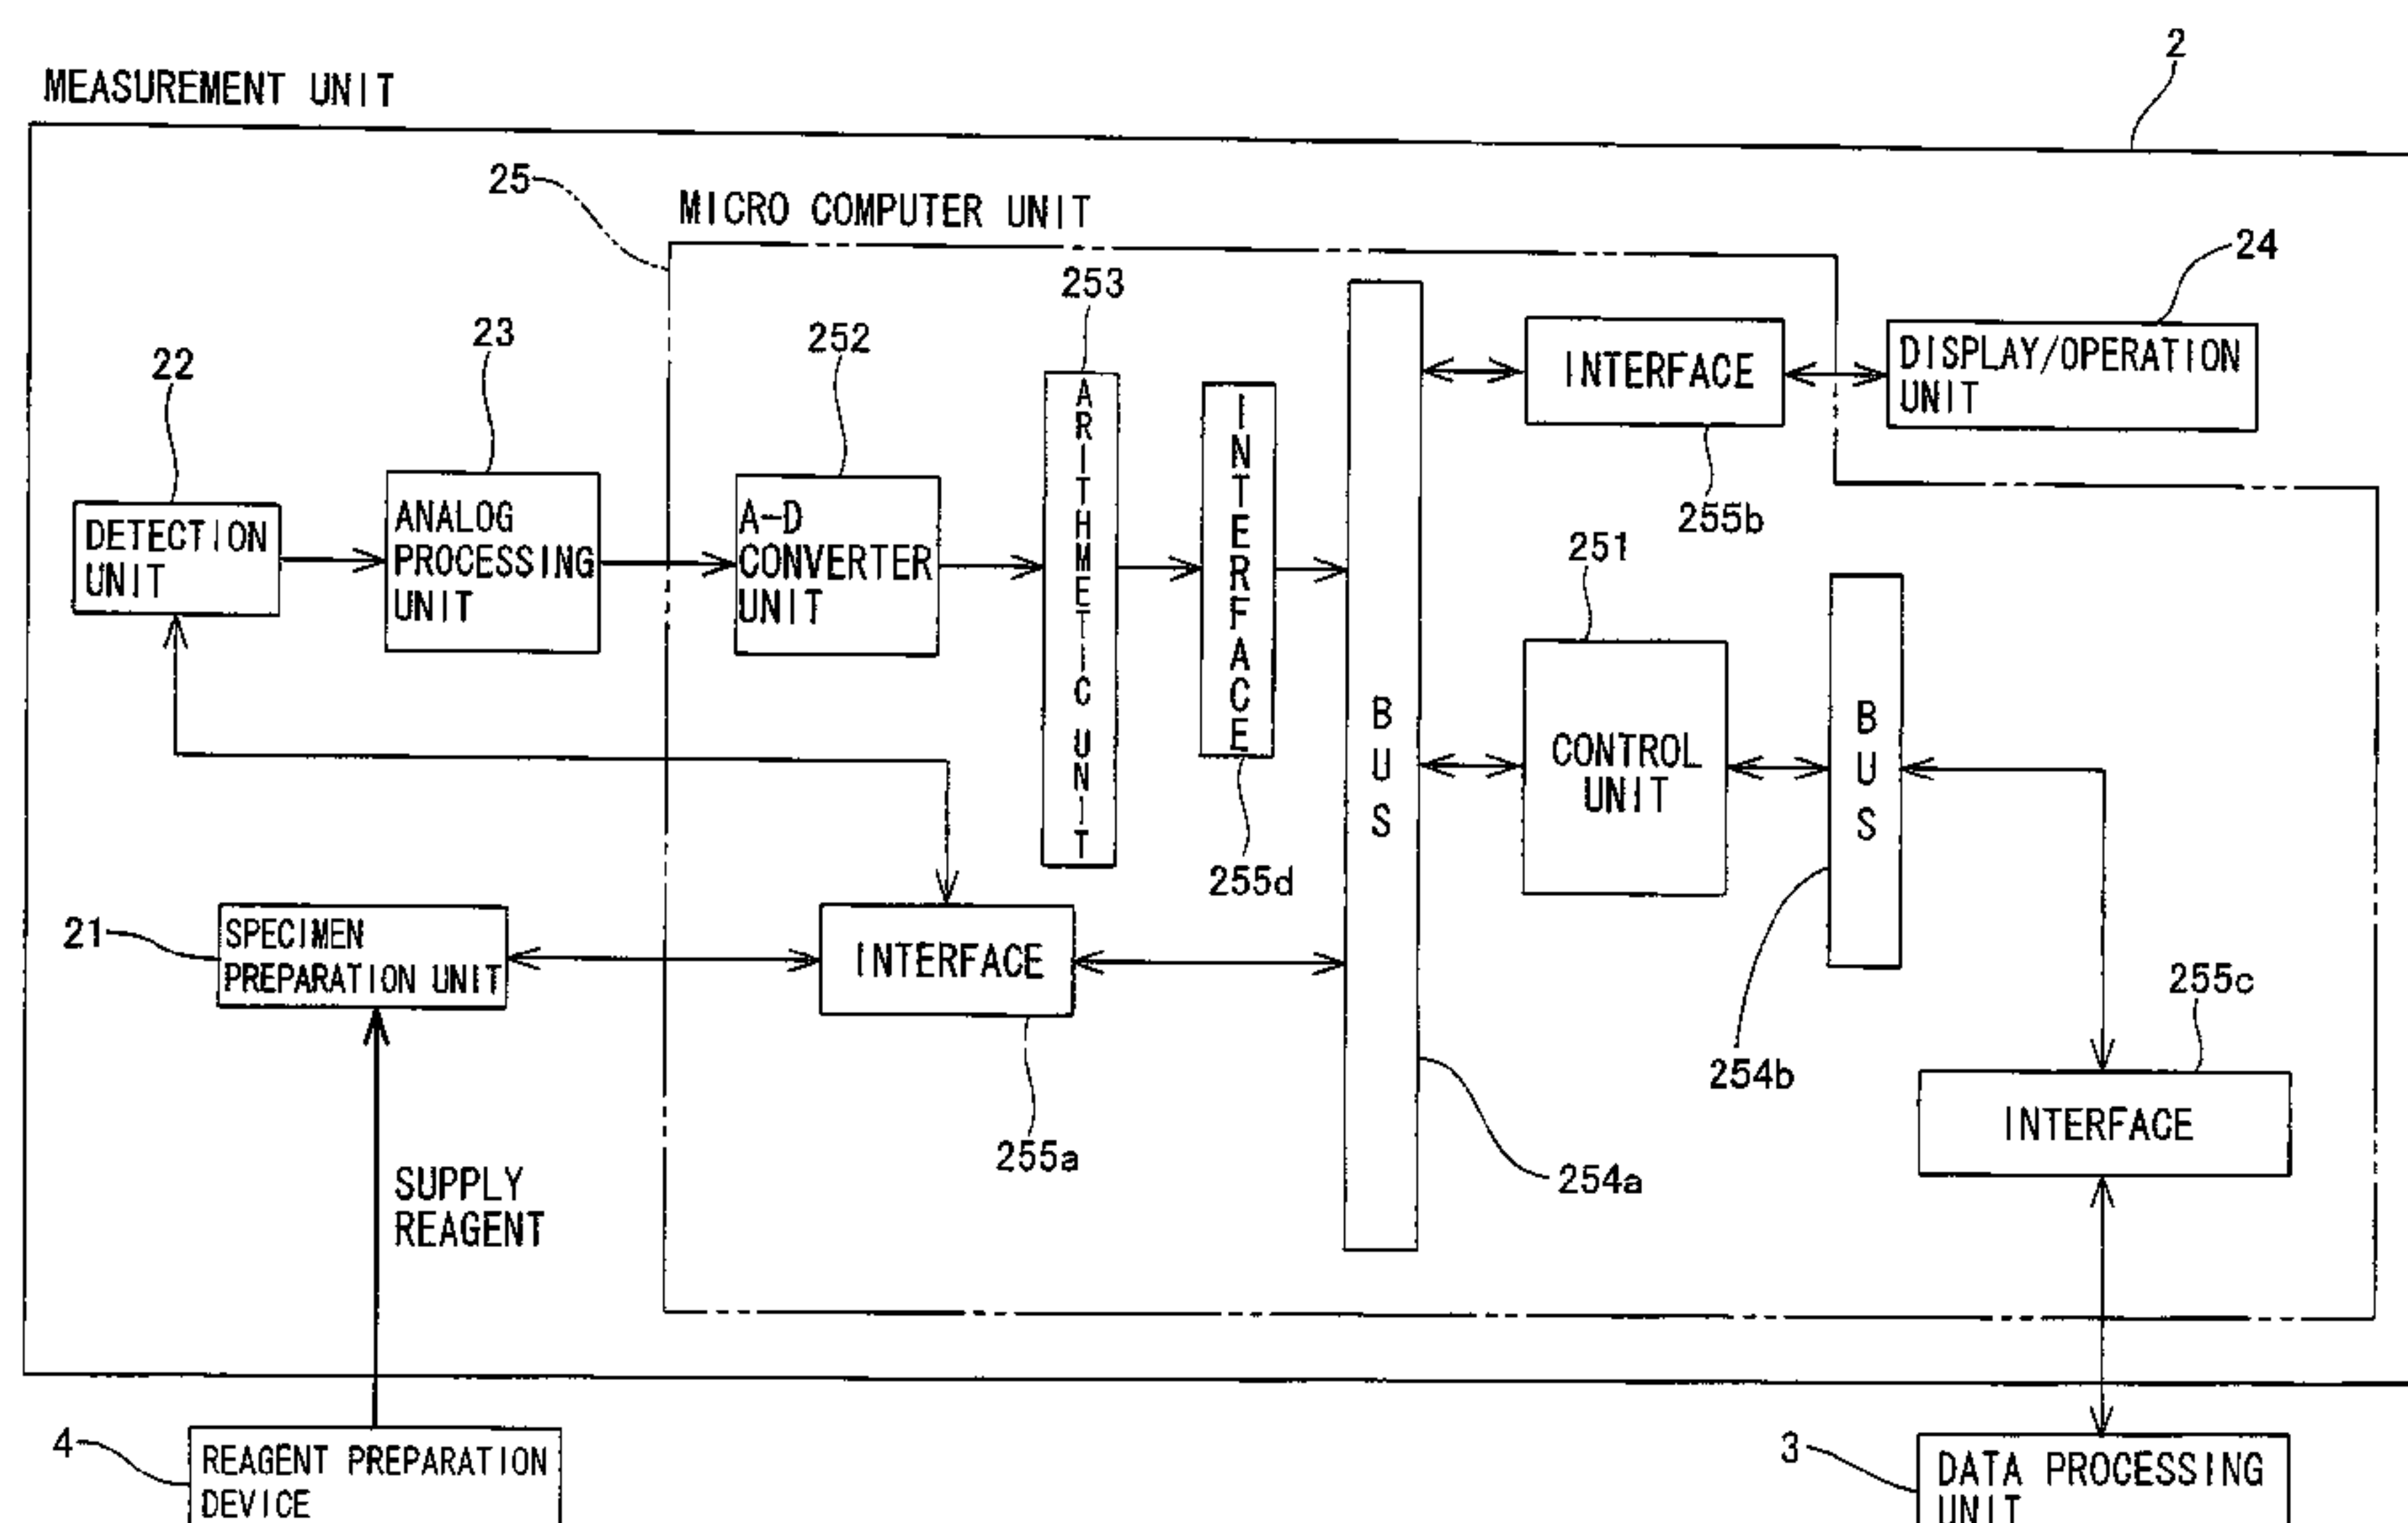 2
MEASUREMENT UNIT
25
MICRO COMPUTER UNIT
24
253
23
252
22
INTERFACE
DISPLAY/OPERATION
UNIT
255b
DETECTION
UNIT
ANALOG
PROCESSING
UNIT
A-D
CONVERTER
UNIT
ARITHMETIC UNIT
INTERFACE
255d
BUS
251
CONTROL
UNIT
BUS
21
SPECIMEN
PREPARATION UNIT
INTERFACE
255a
254a
254b
255c
INTERFACE
SUPPLY
REAGENT
4
REAGENT PREPARATION
DEVICE
3
DATA PROCESSING
UNIT